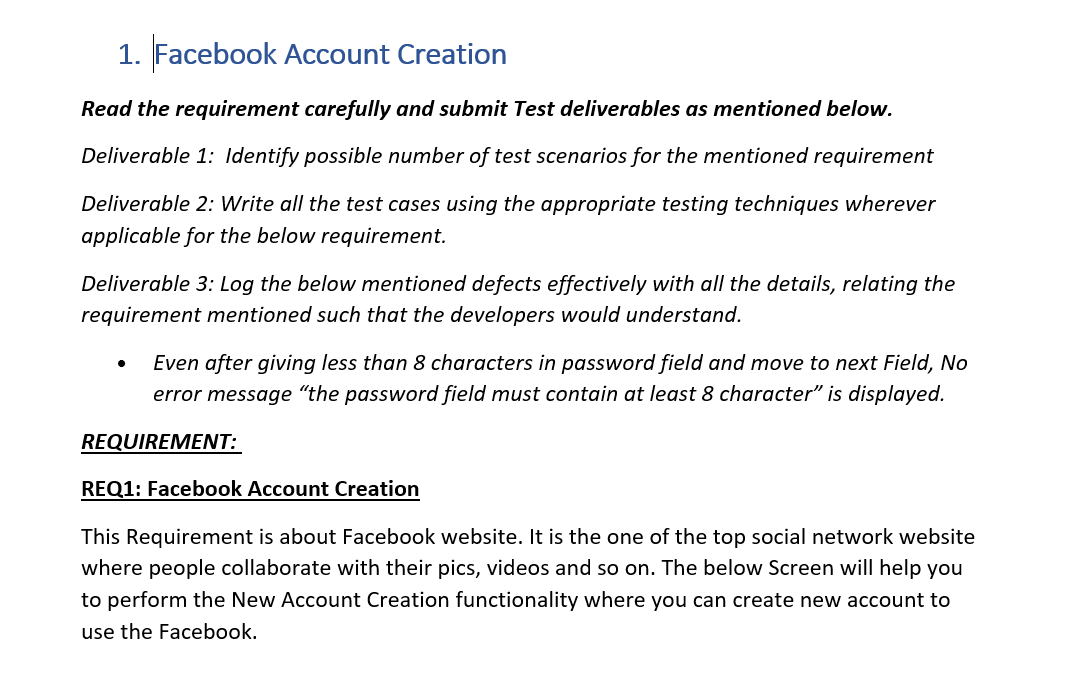 1. Facebook Account Creation
Read the requirement carefully and submit Test deliverables as mentioned below.
Deliverable 1:  Identify possible number of test scenarios for the mentioned requirement
Deliverable 2: Write all the test cases using the appropriate testing techniques wherever
applicable for the below requirement.
Deliverable 3: Log the below mentioned defects effectively with all the details, relating the
requirement mentioned such that the developers would understand.
• Even after giving less than 8 characters in password field and move to next Field, No
error message “the password field must contain at least 8 character” is displayed.
REQUIREMENT:
REQ1: Facebook Account Creation
This Requirement is about Facebook website. It is the one of the top social network website
where people collaborate with their pics, videos and so on. The below Screen will help you
to perform the New Account Creation functionality where you can create new account to
use the Facebook.